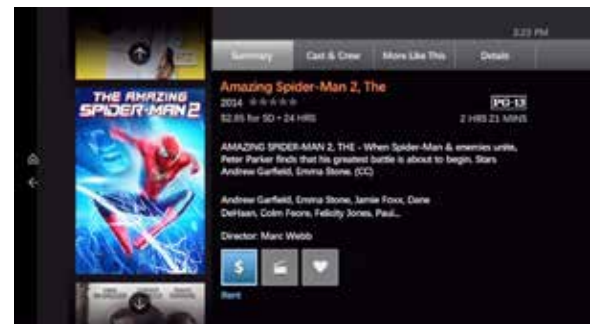 3:23 PM
Summary Cast & Crew More Like This Details
THE AMAZING
SPIDER-MAN 2
Amazing Spider-Man 2, The
2014
PG-13
$2.85 for SD • 24 HRS
2 HRS 21 MINS
AMAZING SPIDER-MAN 2, THE - When Spider-Man & enemies unite,
Peter Parker finds that his greatest battle is about to begin. Stars
Andrew Garfield, Emma Stone. (CC)
Andrew Garfield, Emma Stone, Jamie Foxx, Dane
DeHaan, Colm Feore, Felicity Jones, Paul...
Director: Marc Webb
$
Rent